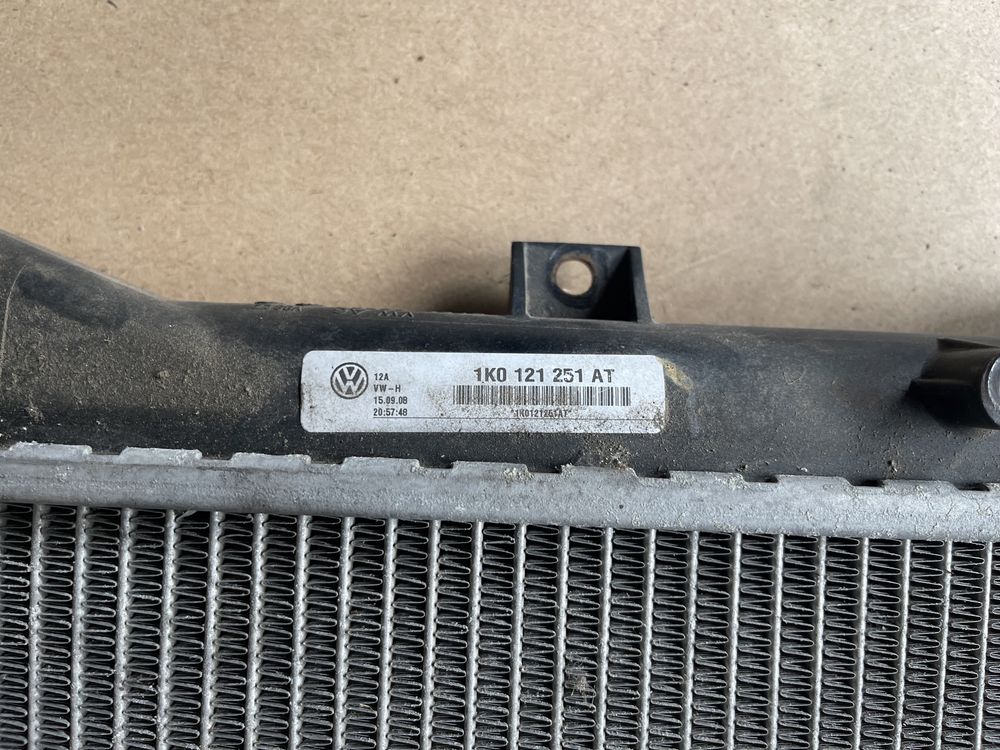 12A
VW-H
15.09.08
20:57:48
1K0 121 251 AT
*1K0121251AT*